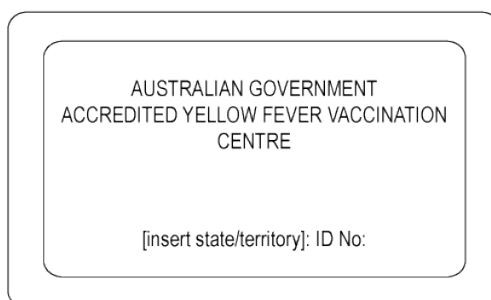 AUSTRALIAN GOVERNMENT
ACCREDITED YELLOW FEVER VACCINATION
CENTRE
[insert state/territory]: ID No: